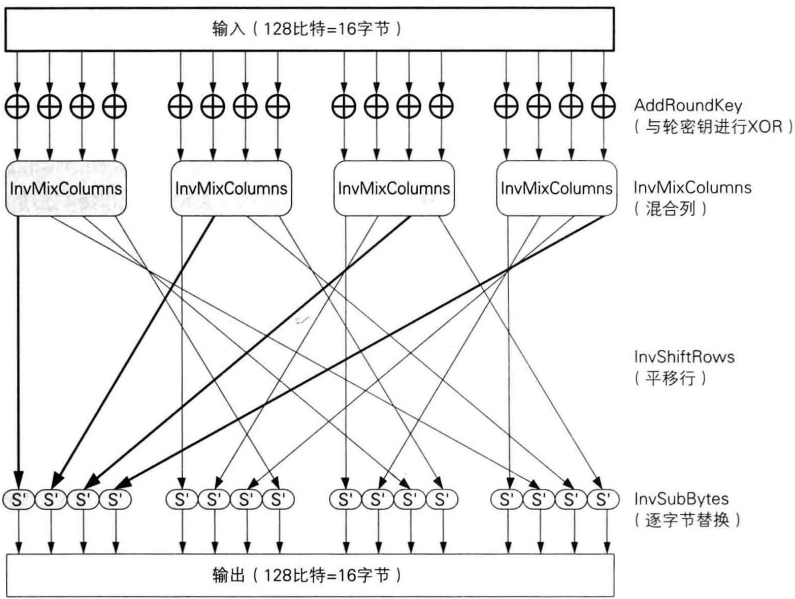 输入（128比特=16字节）
AddRoundKey
（与轮密钥进行XOR）
InvMixColumns InvMixColumns InvMixColumns InvMixColumns
InvMixColumns
（混合列）
InvShiftRows
（平移行）
S' S' S' S' S' S' S' S' S' S' S' S' S' S' S' S'
InvSubBytes
（逐字节替换）
输出（128比特=16字节）